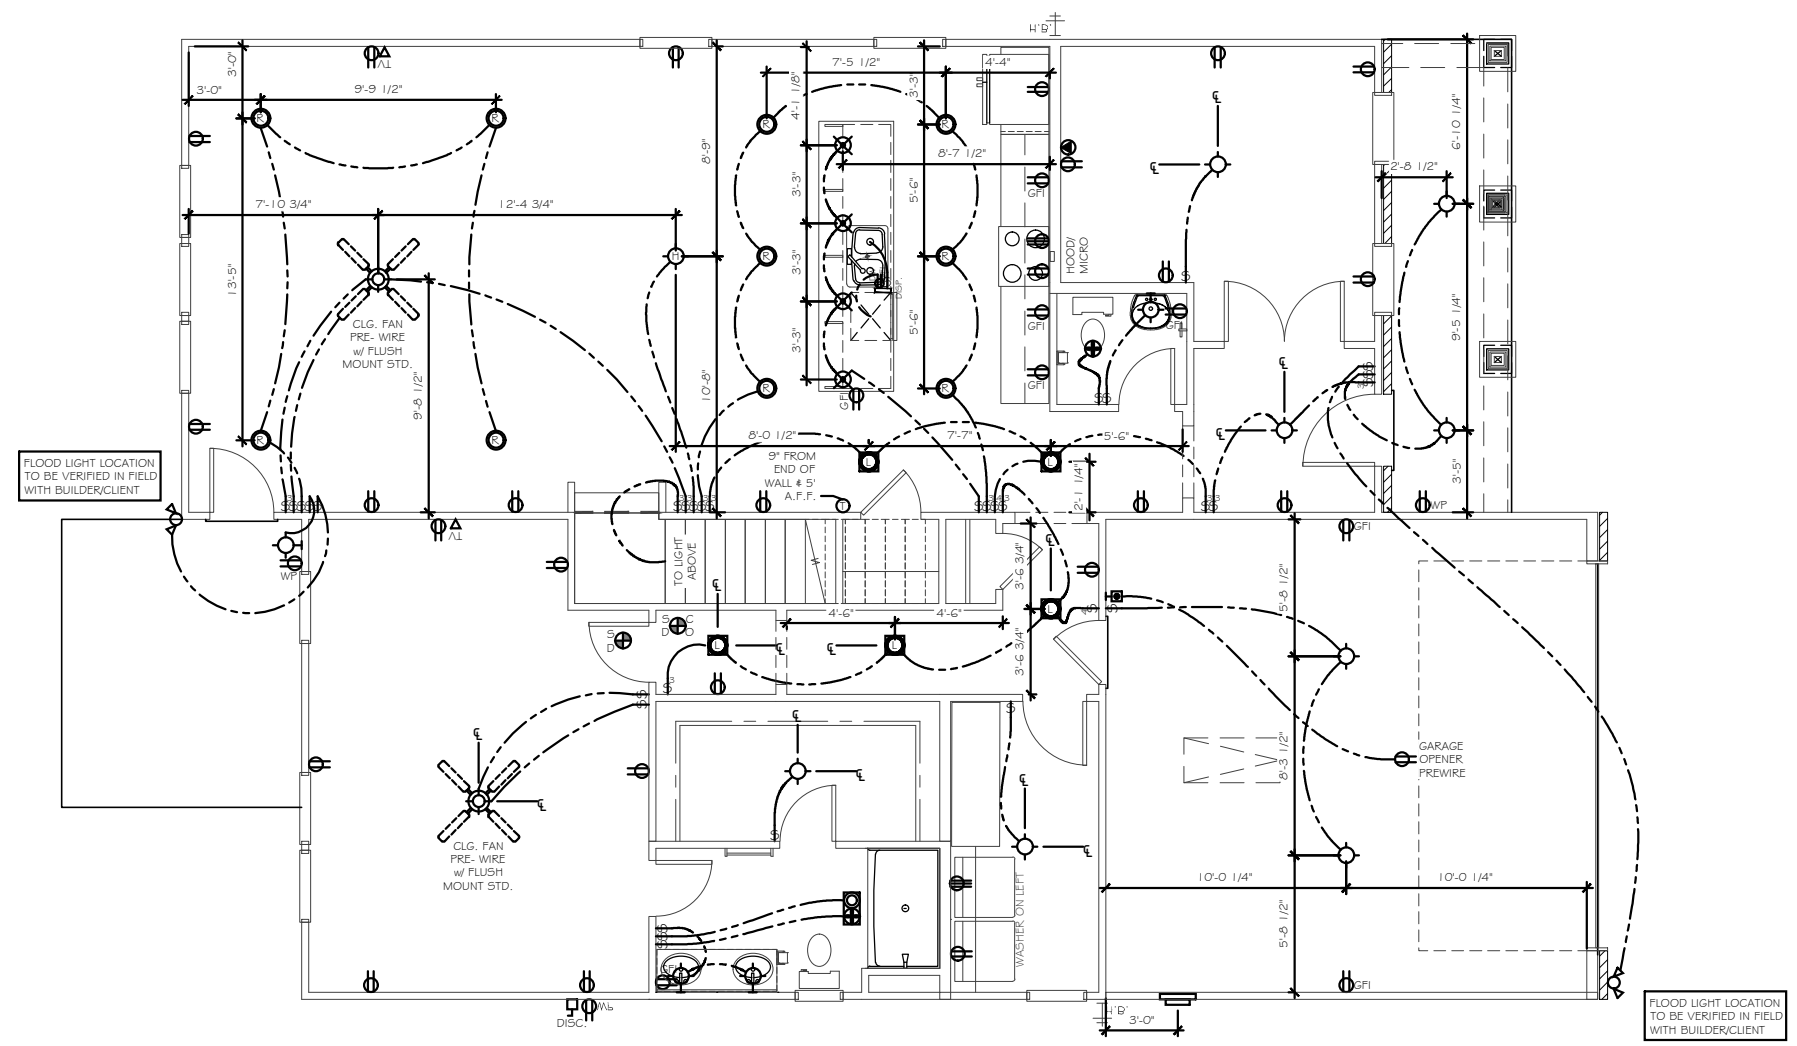 H.B.
TV
3'-0"
3'-0"
9'-9 1/2"
7'-5 1/2"
4'-4"
4'-1 1/8"
3'-3"
8'-9"
6'-10 1/4"
R
R
R
R
8'-7 1/2"
2'-8 1/2"
GFI
3'-3"
5'-6"
7'-10 3/4"
12'-4 3/4"
13'-5"
H
R
R
3'-3"
HOOD/
MICRO
S
DISP.
CLG. FAN
PRE- WIRE
w/ FLUSH
MOUNT STD.
GFI
GFI
3'-3"
5'-6"
9'-5 1/4"
9'-8 1/2"
10'-8"
R
R
GFI
GFI
SS
R
R
8'-0 1/2"
7'-7"
5'-6"
L
L
9" FROM
END OF
WALL & 5'
A.F.F.
T
2'-1 1/4"
3'-5"
FLOOD LIGHT LOCATION
TO BE VERIFIED IN FIELD
WITH BUILDER/CLIENT
WP
TV
GFI
WP
TO LIGHT
ABOVE
3'-6 3/4"
5'-8 1/2"
4'-6"
4'-6"
L
S
D
S
D
C
O
L
L
3'-6 3/4"
S3
S
8'-3 1/2"
GARAGE
OPENER
PREWIRE
CLG. FAN
PRE- WIRE
w/ FLUSH
MOUNT STD.
S
WASHER ON LEFT
10'-0 1/4"
10'-0 1/4"
5'-8 1/2"
GFI
GFI
WP
DISC.
H.B.
3'-0"
FLOOD LIGHT LOCATION
TO BE VERIFIED IN FIELD
WITH BUILDER/CLIENT